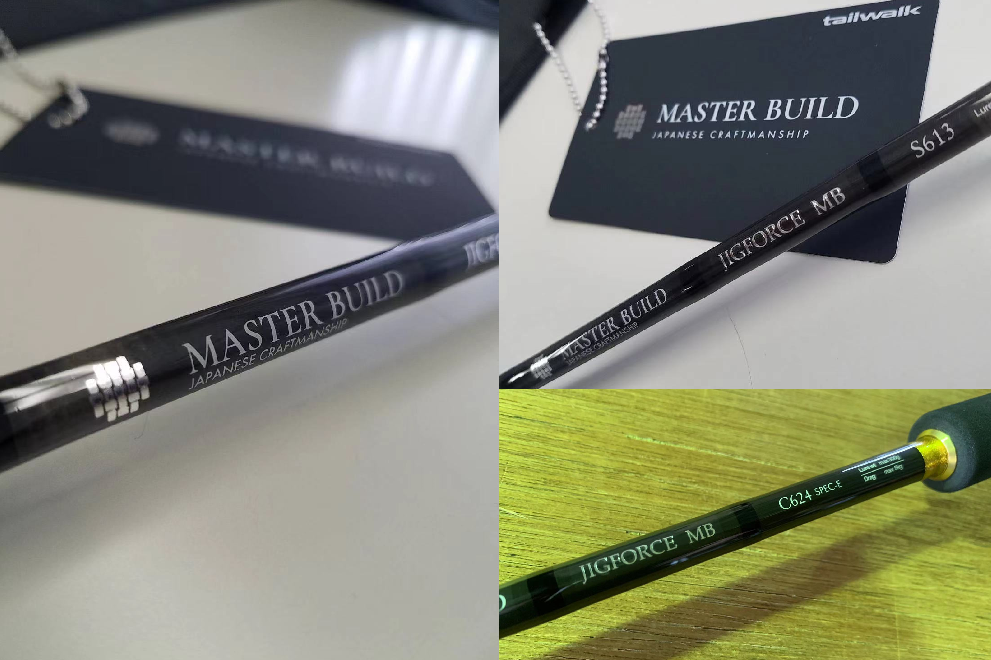 MASTER BUILD
JAPANESE CRAFTMANSHIP
JIGF
tailwalk
MASTER BUILD
JAPANESE CRAFTMANSHIP
S613
JIGFORCE MB
MASTER BUILD
JAPANESE CRAFTMANSHIP
C624 SPEC-E
JIGFORCE MB